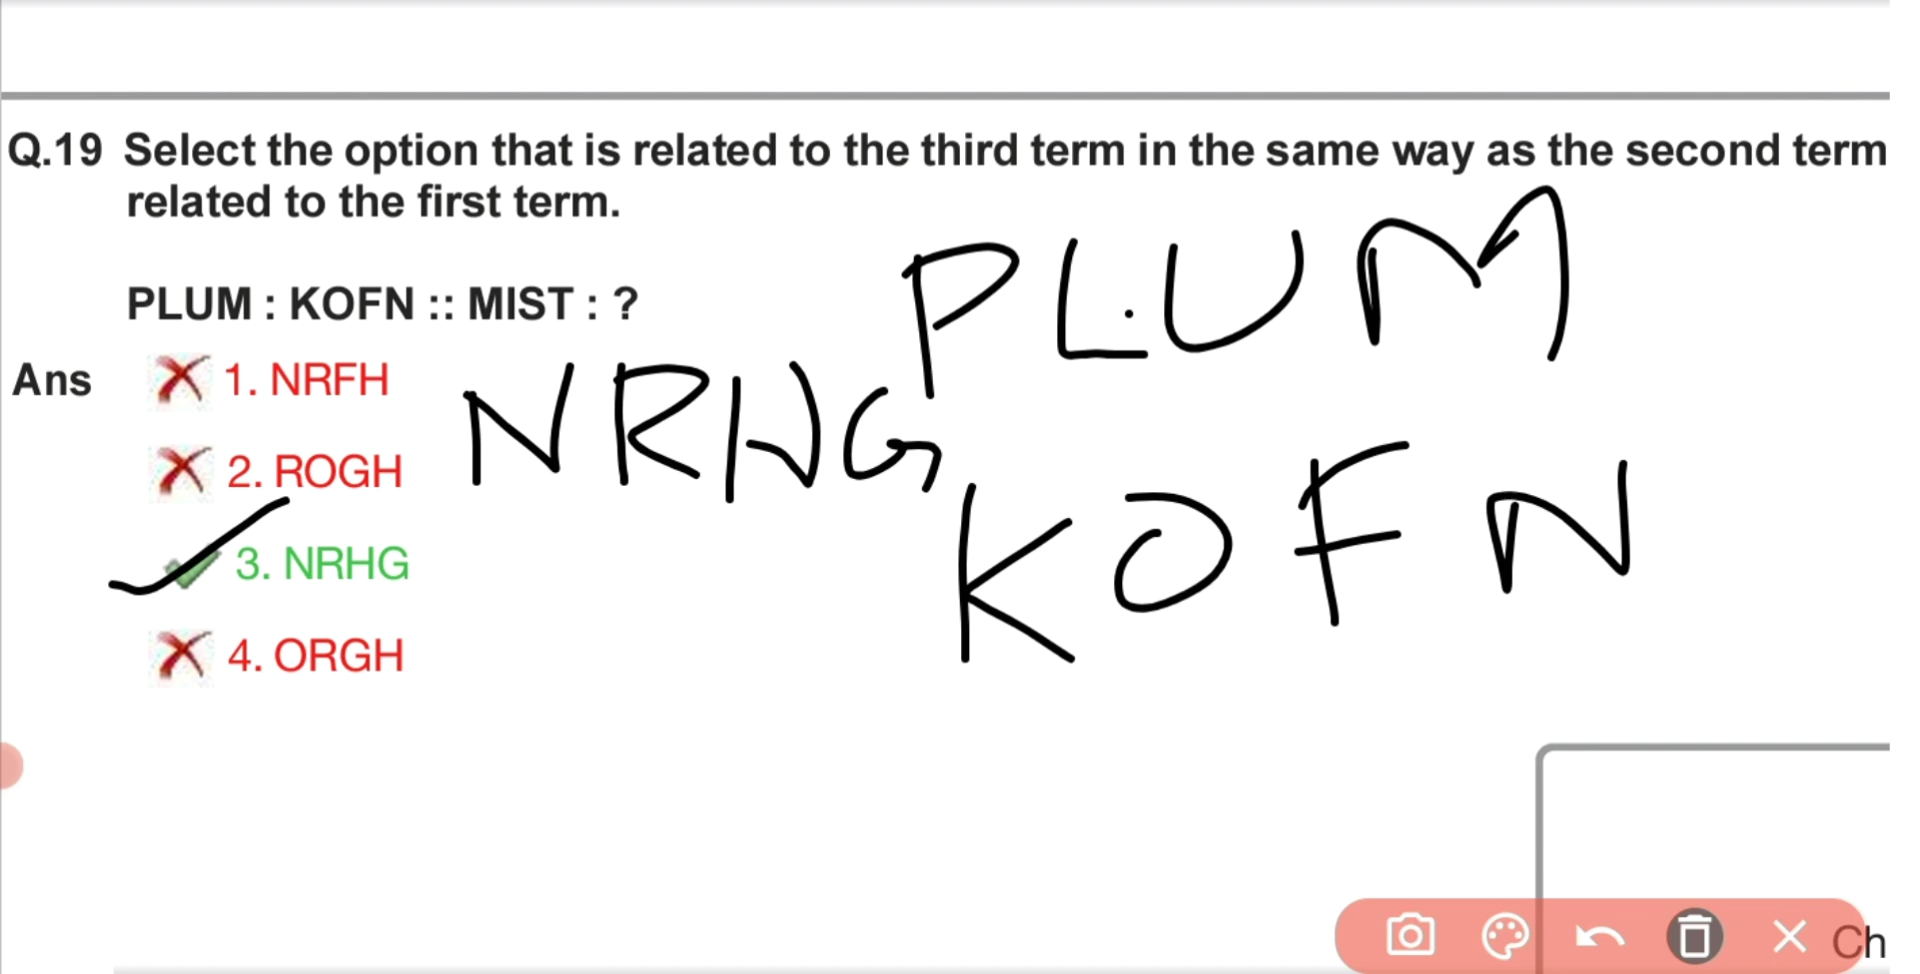 Q.19 Select the option that is related to the third term in the same way as the second term
related to the first term.
PLUM
PLUM : KOFN :: MIST : ?
Ans 1. NRFH
NRHG
2. ROGH
KOFN
3. NRHG
4. ORGH
Ch